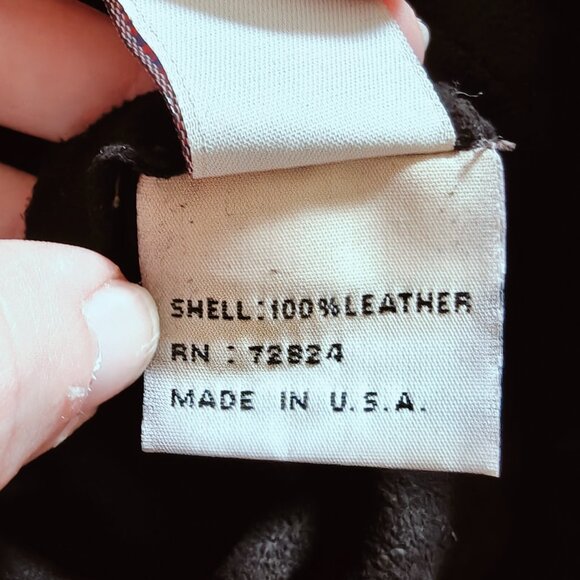 SHELL:100%LEATHER
RN : 72824
MADE IN U.S.A.